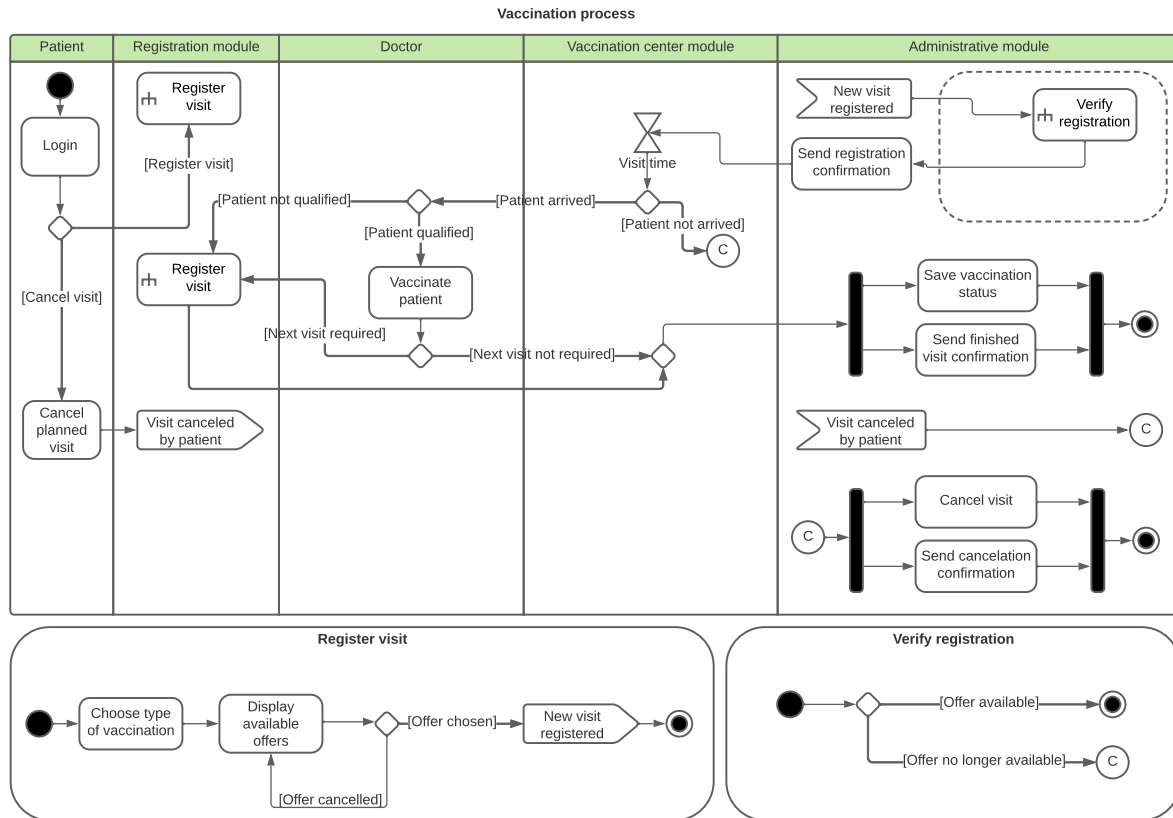 Vaccination process
Patient
Registration module
Doctor
Vaccination center module
Administrative module
Login
[Register visit]
[Cancel visit]
Cancel
planned
visit
Register
visit
[Patient not qualified]
Register
visit
[Next visit required]
Visit canceled
by patient
[Patient qualified]
Vaccinate
patient
[Next visit not required]
[Patient arrived]
Visit time
[Patient not arrived]
C
New visit
registered
Verify
registration
Send registration
confirmation
Save vaccination
status
Send finished
visit confirmation
Visit canceled
by patient
C
C
Cancel visit
Send cancelation
confirmation
Register visit
Choose type
of vaccination
Display
available
offers
[Offer chosen]
New visit
registered
[Offer cancelled]
Verify registration
[Offer available]
[Offer no longer available]
C